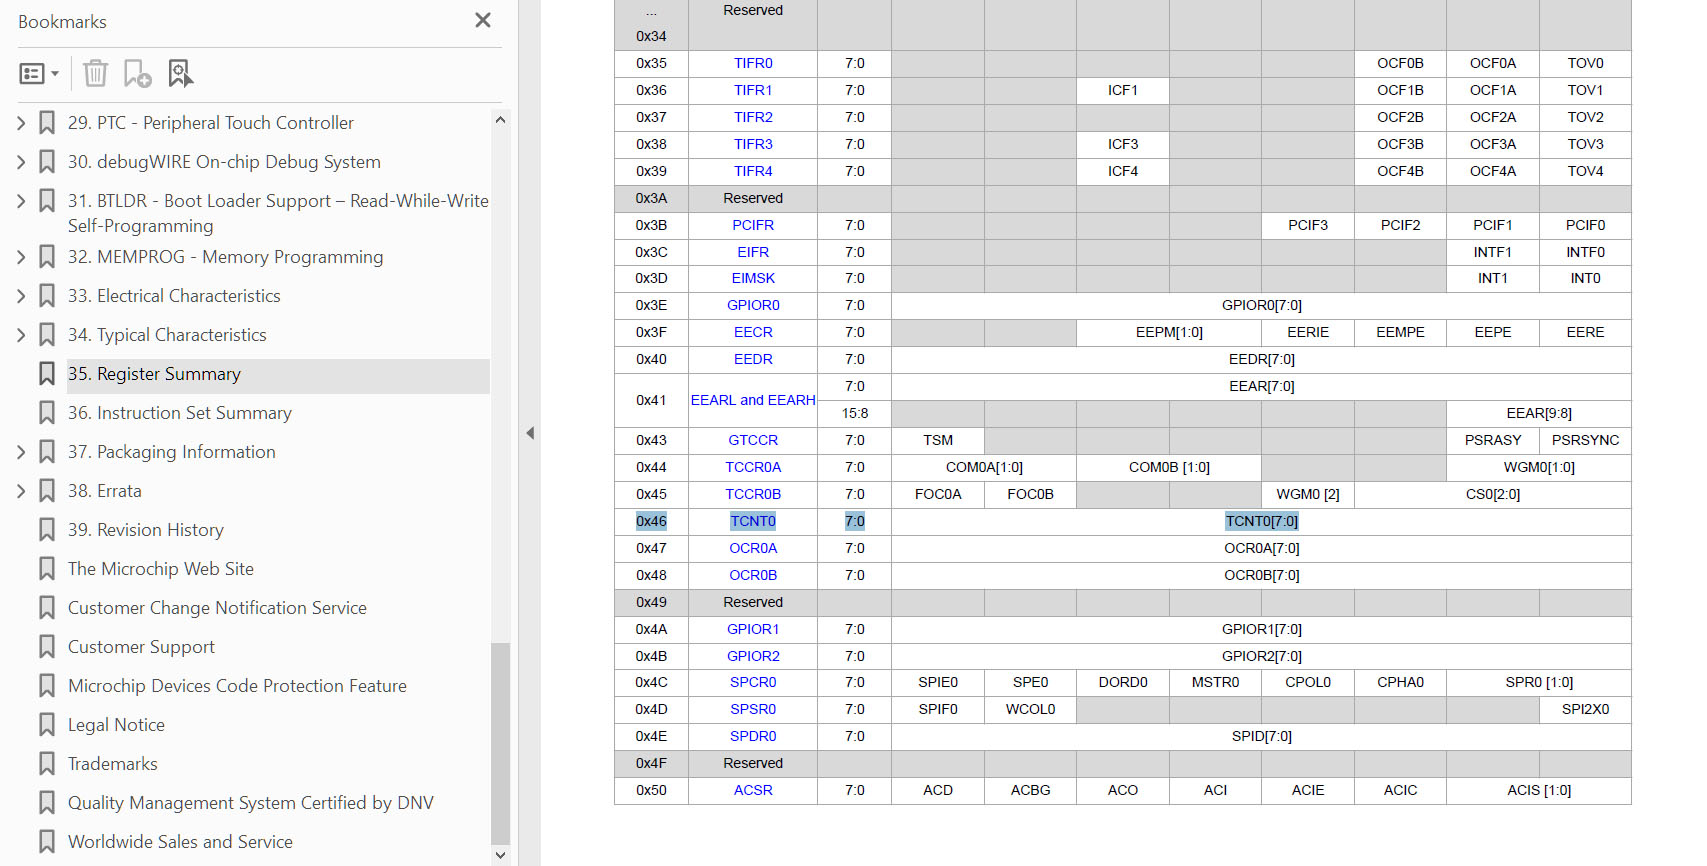 Bookmarks
29. PTC - Peripheral Touch Controller
30. debugWIRE On-chip Debug System
31. BTLDR - Boot Loader Support – Read-While-Write
Self-Programming
32. MEMPROG - Memory Programming
33. Electrical Characteristics
34. Typical Characteristics
35. Register Summary
36. Instruction Set Summary
37. Packaging Information
38. Errata
39. Revision History
The Microchip Web Site
Customer Change Notification Service
Customer Support
Microchip Devices Code Protection Feature
Legal Notice
Trademarks
Quality Management System Certified by DNV
Worldwide Sales and Service
... Reserved
0x34
0x35 TIFR0 7:0 OCF0B OCF0A TOV0
0x36 TIFR1 7:0 ICF1 OCF1B OCF1A TOV1
0x37 TIFR2 7:0 OCF2B OCF2A TOV2
0x38 TIFR3 7:0 ICF3 OCF3B OCF3A TOV3
0x39 TIFR4 7:0 ICF4 OCF4B OCF4A TOV4
0x3A Reserved
0x3B PCIFR 7:0 PCIF3 PCIF2 PCIF1 PCIF0
0x3C EIFR 7:0 INTF1 INTF0
0x3D EIMSK 7:0 INT1 INT0
0x3E GPIOR0 7:0 GPIOR0[7:0]
0x3F EECR 7:0 EEPM[1:0] EERIE EEMPE EEPE EERE
0x40 EEDR 7:0 EEDR[7:0]
0x41 EEARL and EEARH 7:0 EEAR[7:0]
15:8 EEAR[9:8]
0x43 GTCCR 7:0 TSM PSRASY PSRSYNC
0x44 TCCR0A 7:0 COM0A[1:0] COM0B [1:0] WGM0[1:0]
0x45 TCCR0B 7:0 FOC0A FOC0B WGM0 [2] CS0[2:0]
0x46 TCNT0 7:0 TCNT0[7:0]
0x47 OCR0A 7:0 OCR0A[7:0]
0x48 OCR0B 7:0 OCR0B[7:0]
0x49 Reserved
0x4A GPIOR1 7:0 GPIOR1[7:0]
0x4B GPIOR2 7:0 GPIOR2[7:0]
0x4C SPCR0 7:0 SPIE0 SPE0 DORD0 MSTR0 CPOL0 CPHA0 SPR0 [1:0]
0x4D SPSR0 7:0 SPIF0 WCOL0 SPI2X0
0x4E SPDR0 7:0 SPID[7:0]
0x4F Reserved
0x50 ACSR 7:0 ACD ACBG ACO ACI ACIE ACIC ACIS [1:0]